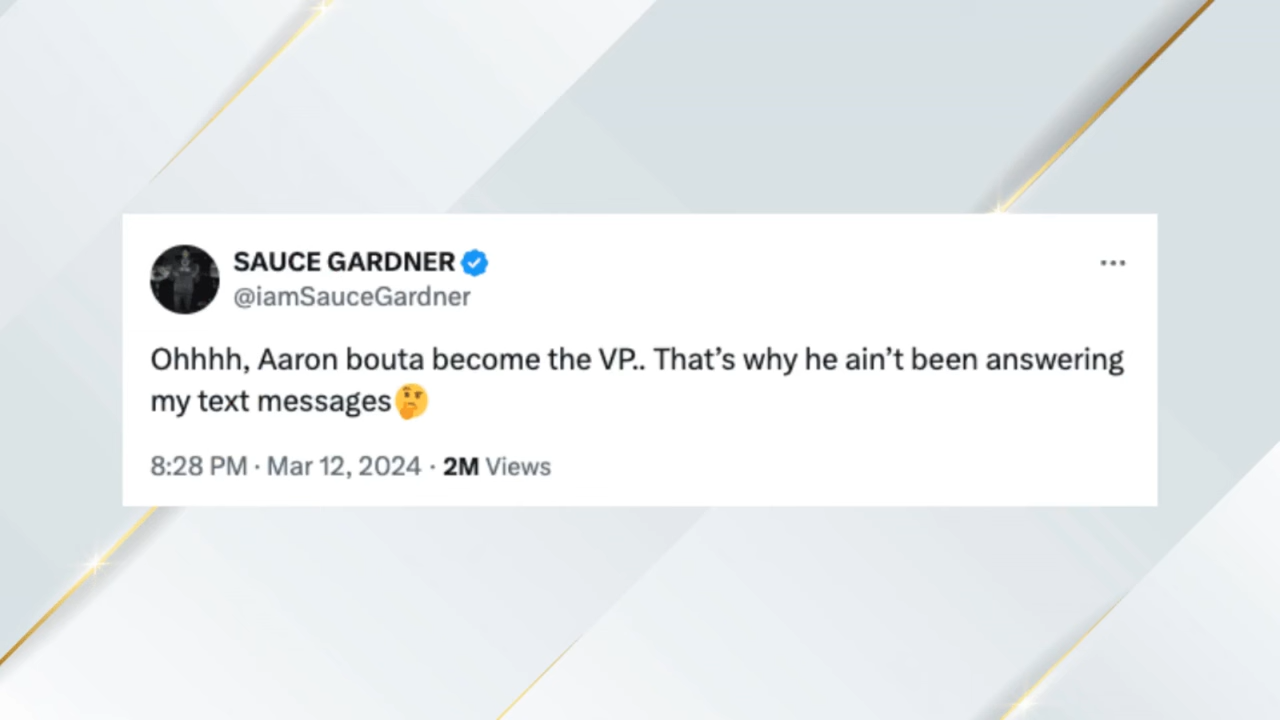 SAUCE GARDNER
@iamSauceGardner
Ohhhh, Aaron bouta become the VP.. That’s why he ain’t been answering
my text messages🤔
8:28 PM · Mar 12, 2024 · 2M Views